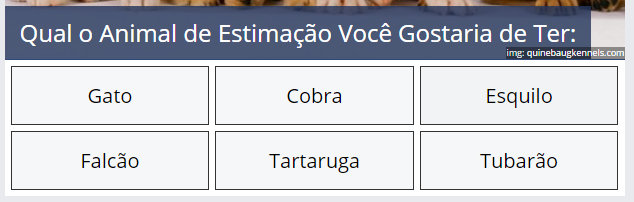 Qual o Animal de Estimação Você Gostaria de Ter:
img: quinebaugkennels.com
Gato
Cobra
Esquilo
Falcão
Tartaruga
Tubarão